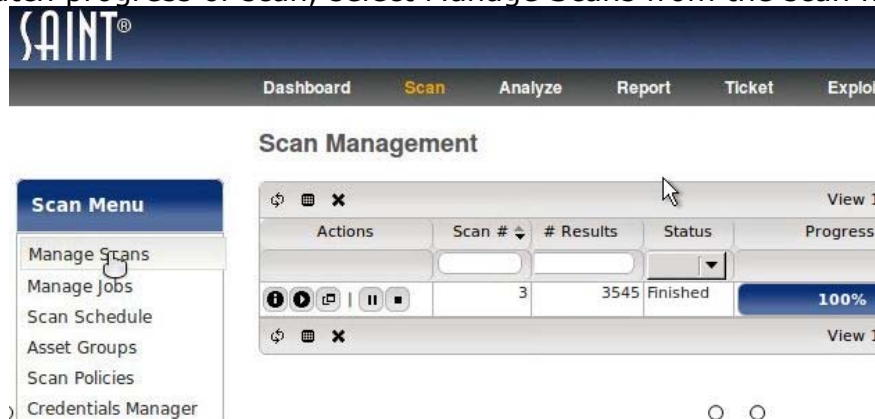 SAINT®
Dashboard Scan Analyze Report Ticket
Scan Management
Scan Menu
Manage Scans
Manage Jobs
Scan Schedule
Asset Groups
Scan Policies
Credentials Manager
View 1
Actions Scan # # Results Status Progress
3 3545 Finished 100%
View 1